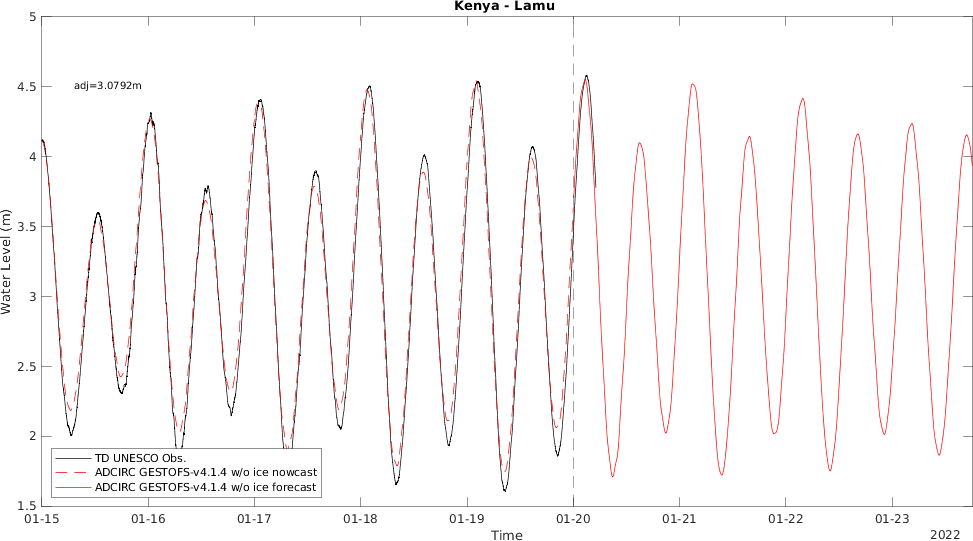 Kenya - Lamu
5
4.5
4
3.5
3
2.5
2
1.5
Water Level (m)
adj=3.0792m
TD UNESCO Obs.
ADCIRC GESTOFS-v4.1.4 w/o ice nowcast
ADCIRC GESTOFS-v4.1.4 w/o ice forecast
01-15 01-16 01-17 01-18 01-19 01-20 01-21 01-22 01-23
Time
2022